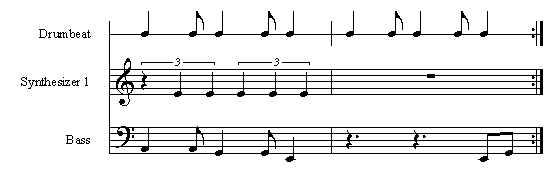 Drumbeat
3 3
Synthesizer 1
Bass